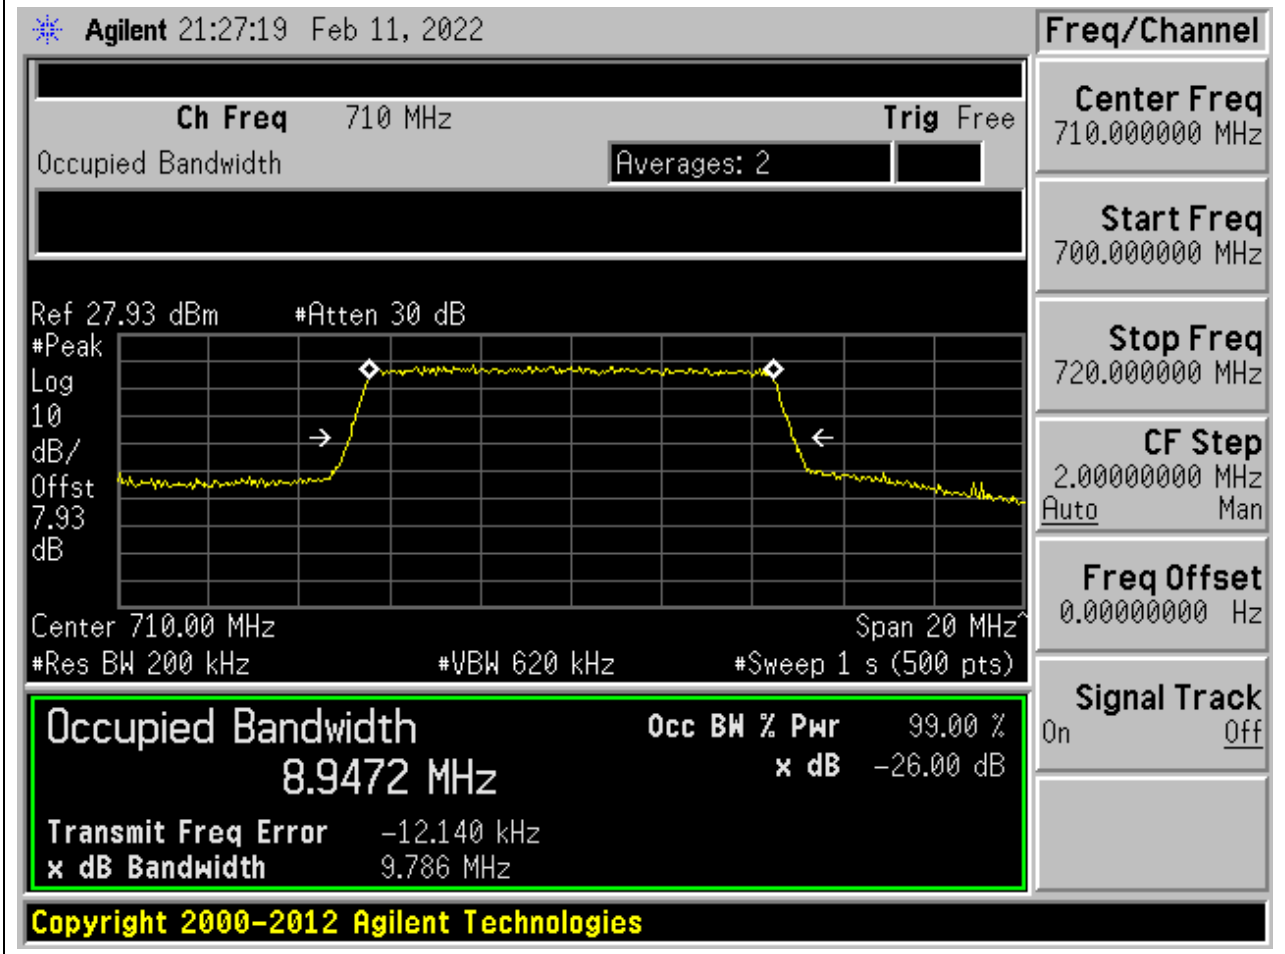 Agilent 21:27:19 Feb 11, 2022
Freq/Channel
Ch Freq 710 MHz Trig Free
Occupied Bandwidth Averages: 2
Center Freq
710.000000 MHz
Start Freq
700.000000 MHz
Stop Freq
720.000000 MHz
CF Step
2.00000000 MHz
Auto Man
Freq Offset
0.00000000 Hz
Signal Track
On Off
Ref 27.93 dBm #Atten 30 dB
#Peak
Log
10
dB/
Offst
7.93
dB
Center 710.00 MHz Span 20 MHz^
#Res BW 200 kHz #VBW 620 kHz #Sweep 1 s (500 pts)
Occupied Bandwidth Occ BW % Pwr 99.00 %
8.9472 MHz x dB -26.00 dB
Transmit Freq Error -12.140 kHz
x dB Bandwidth 9.786 MHz
Copyright 2000-2012 Agilent Technologies